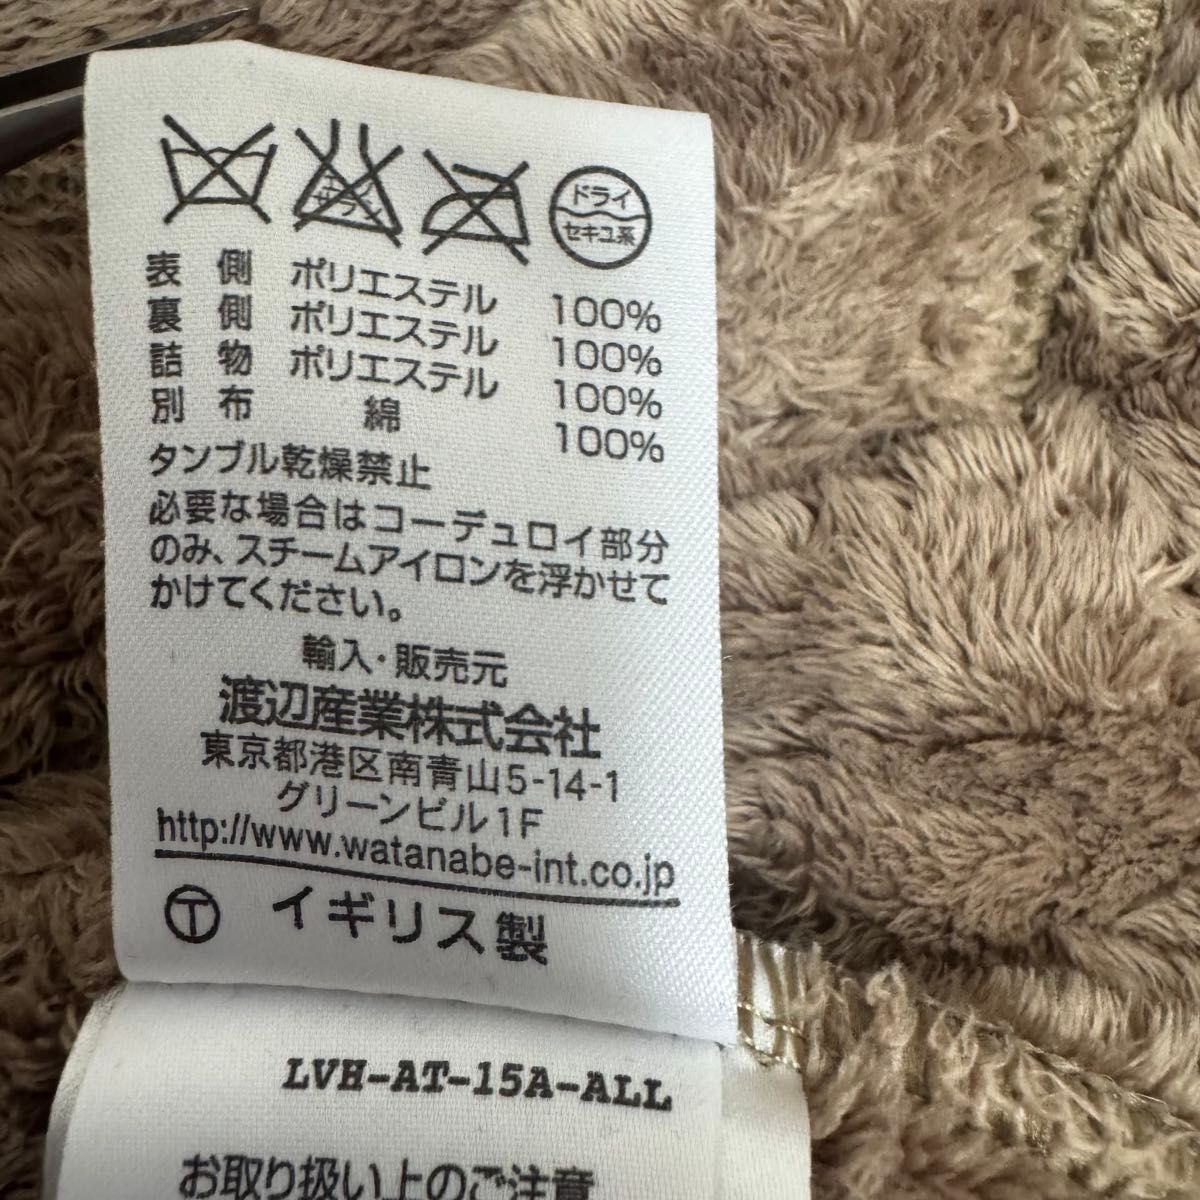 エンソ
サラシ
ドライ
セキユ系
表側 ポリエステル 100%
裏側 ポリエステル 100%
詰物 ポリエステル 100%
別布 綿 100%
タンブル乾燥禁止
必要な場合はコーデュロイ部分
のみ、スチームアイロンを浮かせて
かけてください。
輸入・販売元
渡辺産業株式会社
東京都港区南青山5-14-1
グリーンビル1F
http://www.watanabe-int.co.jp
Ⓣ イギリス製
LVH-AT-15A-ALL
お取り扱い上のご注意